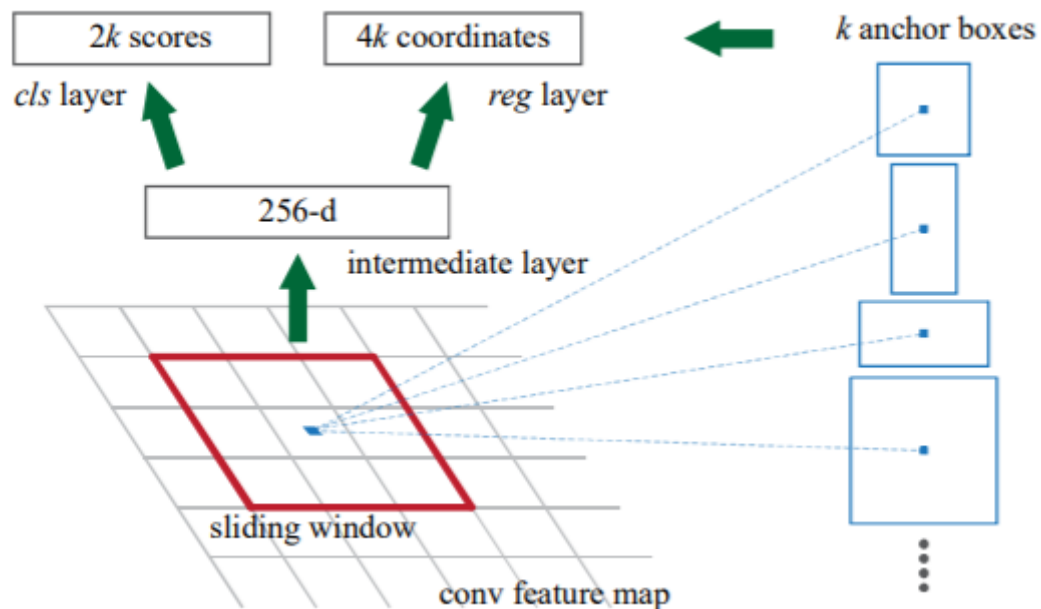 2k scores
4k coordinates
k anchor boxes
cls layer
reg layer
256-d
intermediate layer
sliding window
conv feature map